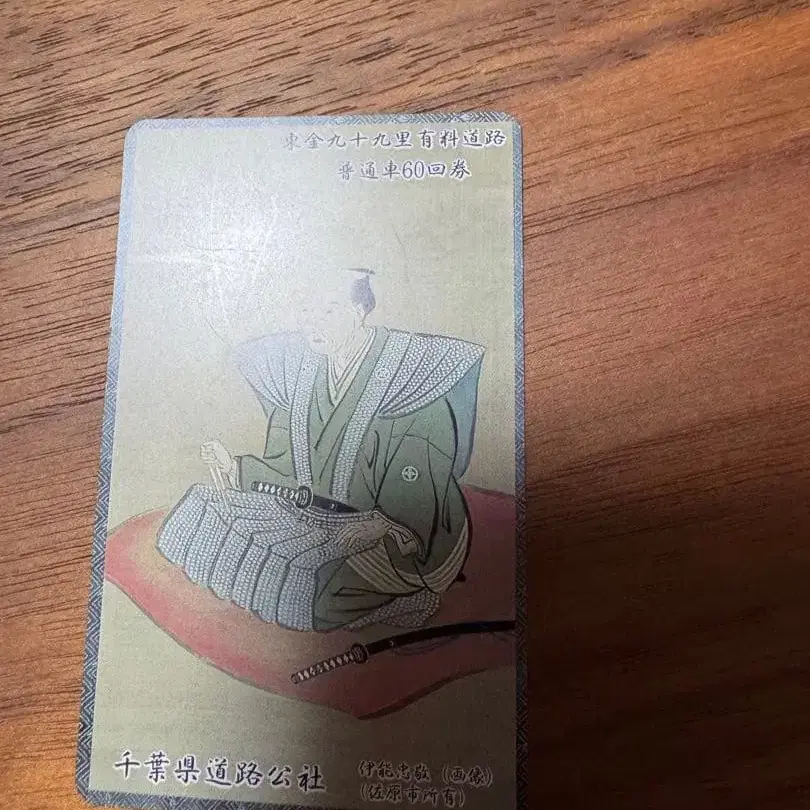 東金九十九里有料道路
普通車60回券
千葉県道路公社
伊能忠敬(画像)
(佐原市所有)